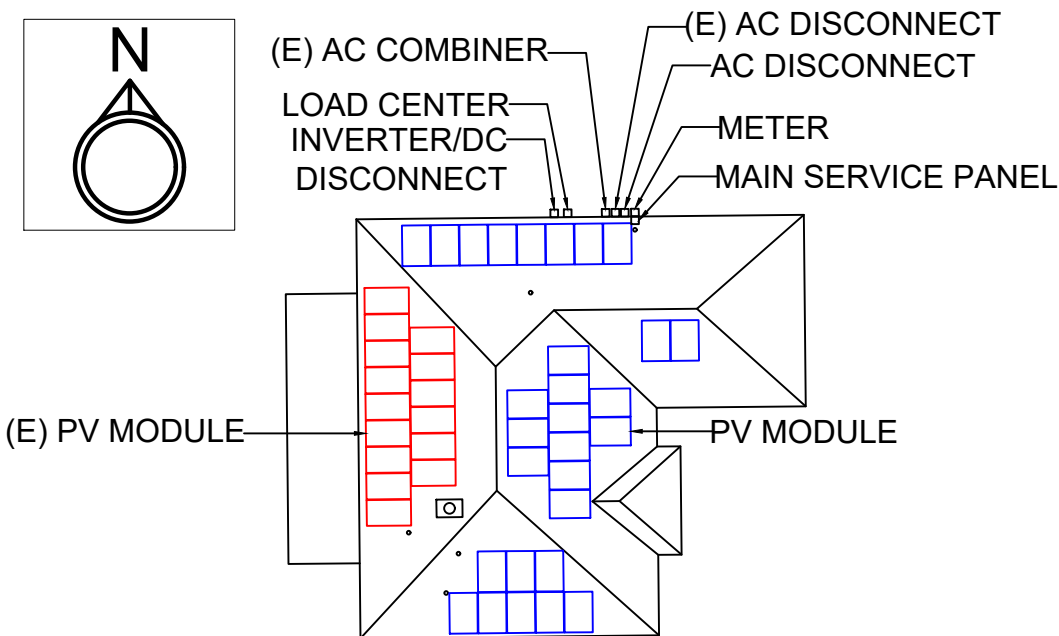 N
(E) AC DISCONNECT
(E) AC COMBINER
AC DISCONNECT
LOAD CENTER
METER
INVERTER/DC
DISCONNECT
MAIN SERVICE PANEL
(E) PV MODULE
PV MODULE